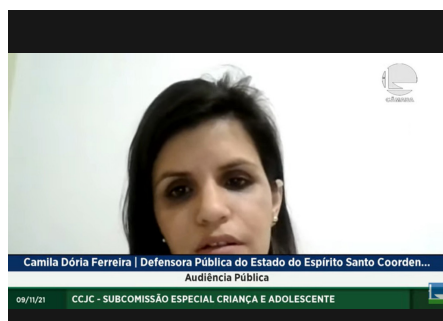 CÂMARA
Camila Dória Ferreira | Defensora Pública do Estado do Espírito Santo Coorden...
Audiência Pública
09/11/21 CCJC - SUBCOMISSÃO ESPECIAL CRIANÇA E ADOLESCENTE